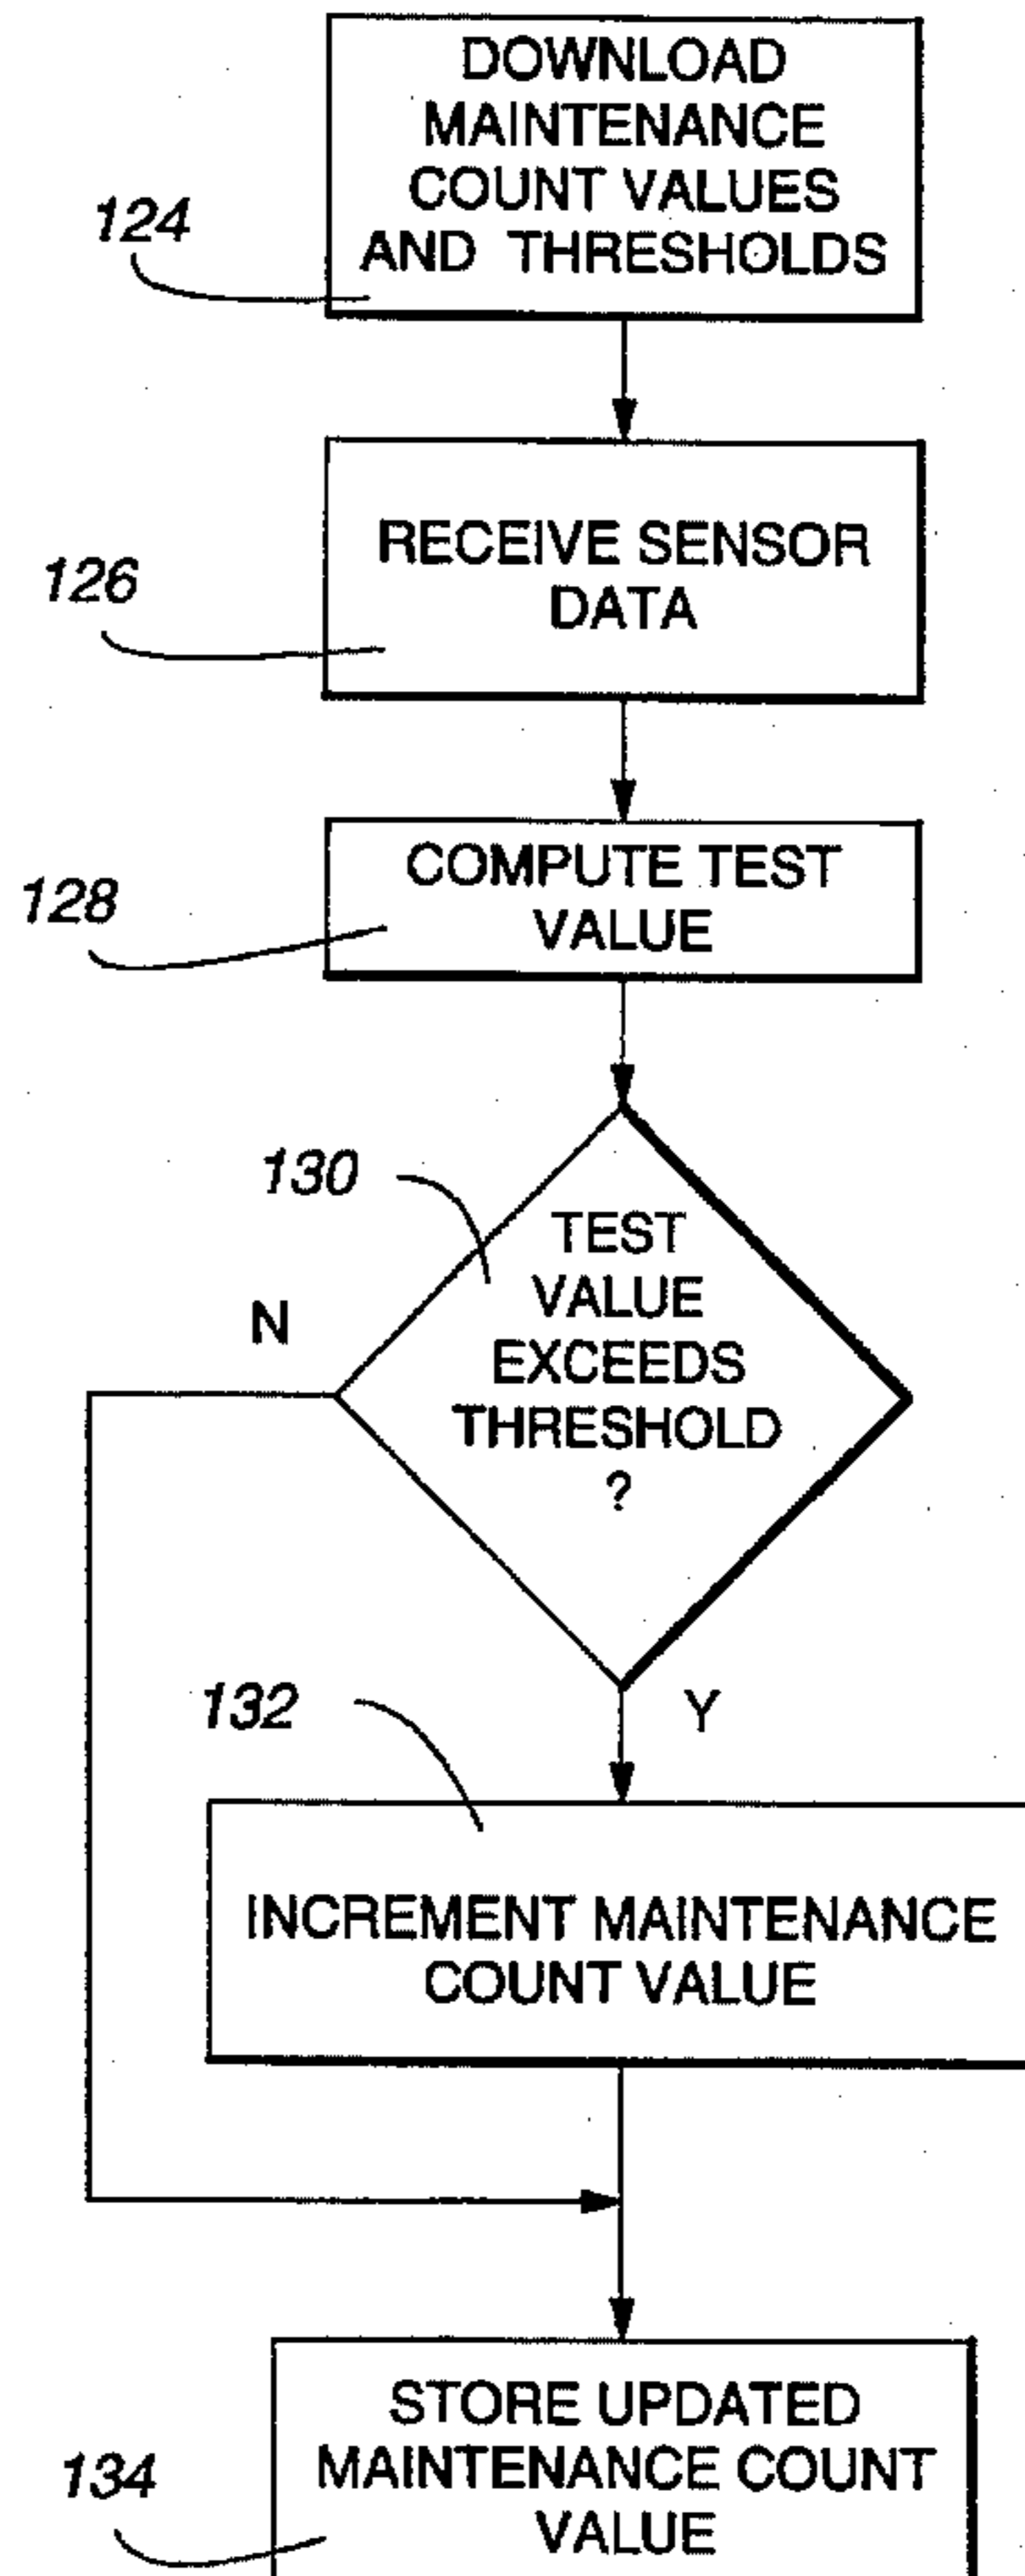 DOWNLOAD
MAINTENANCE
COUNT VALUES
AND THRESHOLDS
124
RECEIVE SENSOR
DATA
126
COMPUTE TEST
VALUE
128
130
TEST
VALUE
EXCEEDS
THRESHOLD
?
N
Y
132
INCREMENT MAINTENANCE
COUNT VALUE
STORE UPDATED
MAINTENANCE COUNT
VALUE
134